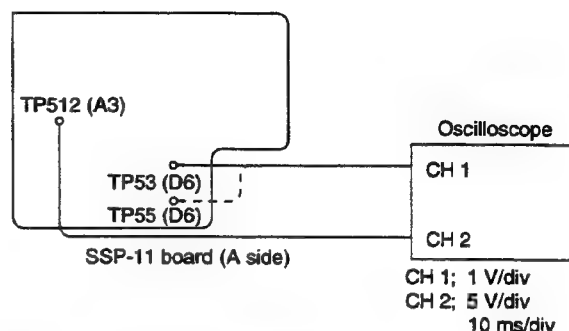 TP512 (A3)
Oscilloscope
TP53 (D6)
CH 1
TP55 (D6)
CH 2
SSP-11 board (A side)
CH 1; 1 V/div
CH 2; 5 V/div
10 ms/div